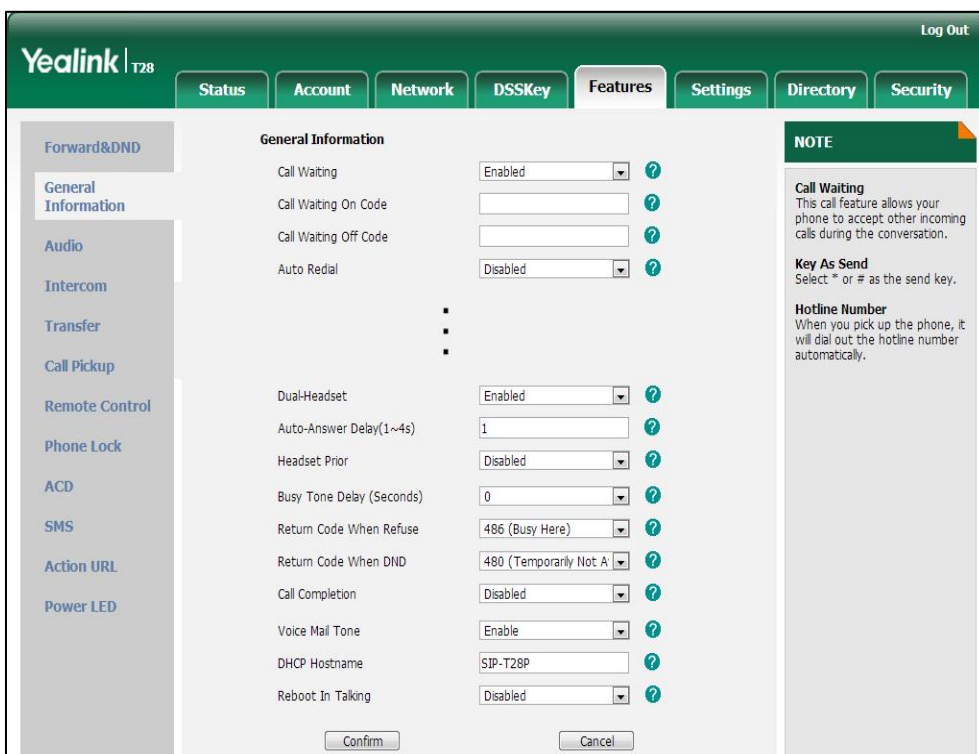 Log Out
Yealink T28
Status Account Network DSSKey Features Settings Directory Security
Forward&DND
General
Information
Audio
Intercom
Transfer
Call Pickup
Remote Control
Phone Lock
ACD
SMS
Action URL
Power LED
General Information
Call Waiting Enabled ?
Call Waiting On Code ?
Call Waiting Off Code ?
Auto Redial Disabled ?
Dual-Headset Enabled ?
Auto-Answer Delay(1~4s) 1 ?
Headset Prior Disabled ?
Busy Tone Delay (Seconds) 0 ?
Return Code When Refuse 486 (Busy Here) ?
Return Code When DND 480 (Temporarily Not A ?
Call Completion Disabled ?
Voice Mail Tone Enable ?
DHCP Hostname SIP-T28P ?
Reboot In Talking Disabled ?
Confirm Cancel
NOTE
Call Waiting
This call feature allows your
phone to accept other incoming
calls during the conversation.
Key As Send
Select * or # as the send key.
Hotline Number
When you pick up the phone, it
will dial out the hotline number
automatically.